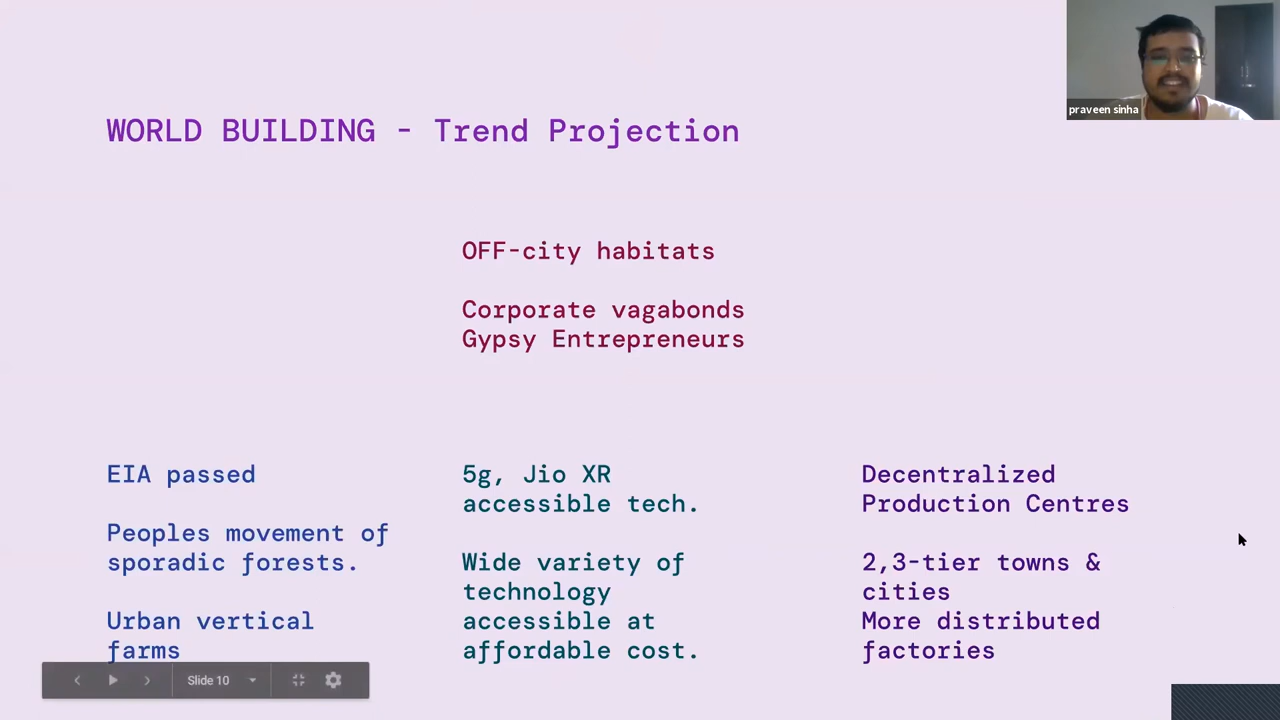 praveen sinha
WORLD BUILDING - Trend Projection
OFF-city habitats
Corporate vagabonds
Gypsy Entrepreneurs
EIA passed
Peoples movement of
sporadic forests.
Urban vertical
farms
5g, Jio XR
accessible tech.
Wide variety of
technology
accessible at
affordable cost.
Decentralized
Production Centres
2,3-tier towns &
cities
More distributed
factories
Slide 10